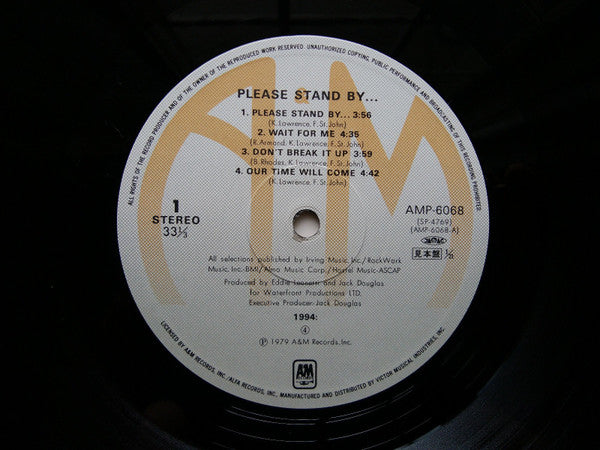 ALL RIGHTS OF THE RECORD PRODUCER AND OF THE OWNER OF THE REPRODUCED WORK RESERVED. UNAUTHORIZED COPYING, PUBLIC PERFORMANCE AND BROADCASTING OF THIS RECORD PROHIBITED.
PLEASE STAND BY...
1. PLEASE STAND BY... 3:56
(K. Lawrence, F. St. John)
2. WAIT FOR ME 4:35
(R. Armand, K. Lawrence, F. St. John)
3. DON'T BREAK IT UP 3:59
(B. Rhodes, K. Lawrence, F. St. John)
4. OUR TIME WILL COME 4:42
(K. Lawrence, F. St. John)
1
STEREO
33⅓
AMP-6068
(SP-4769)
(AMP-6068-A)
見本盤
All selections published by Irving Music Inc./RockWork
Music, Inc-BMI/Almo Music Corp./Hostel Music-ASCAP
Produced by Eddie Leonetti and Jack Douglas
for Waterfront Productions LTD.
Executive Producer-Jack Douglas
1994:
④
Ⓟ 1979 A&M Records, Inc.
A&M
RECORDS
LICENSED BY A&M RECORDS, INC./ALFA RECORDS, INC., MANUFACTURED AND DISTRIBUTED BY VICTOR MUSICAL INDUSTRIES, INC.